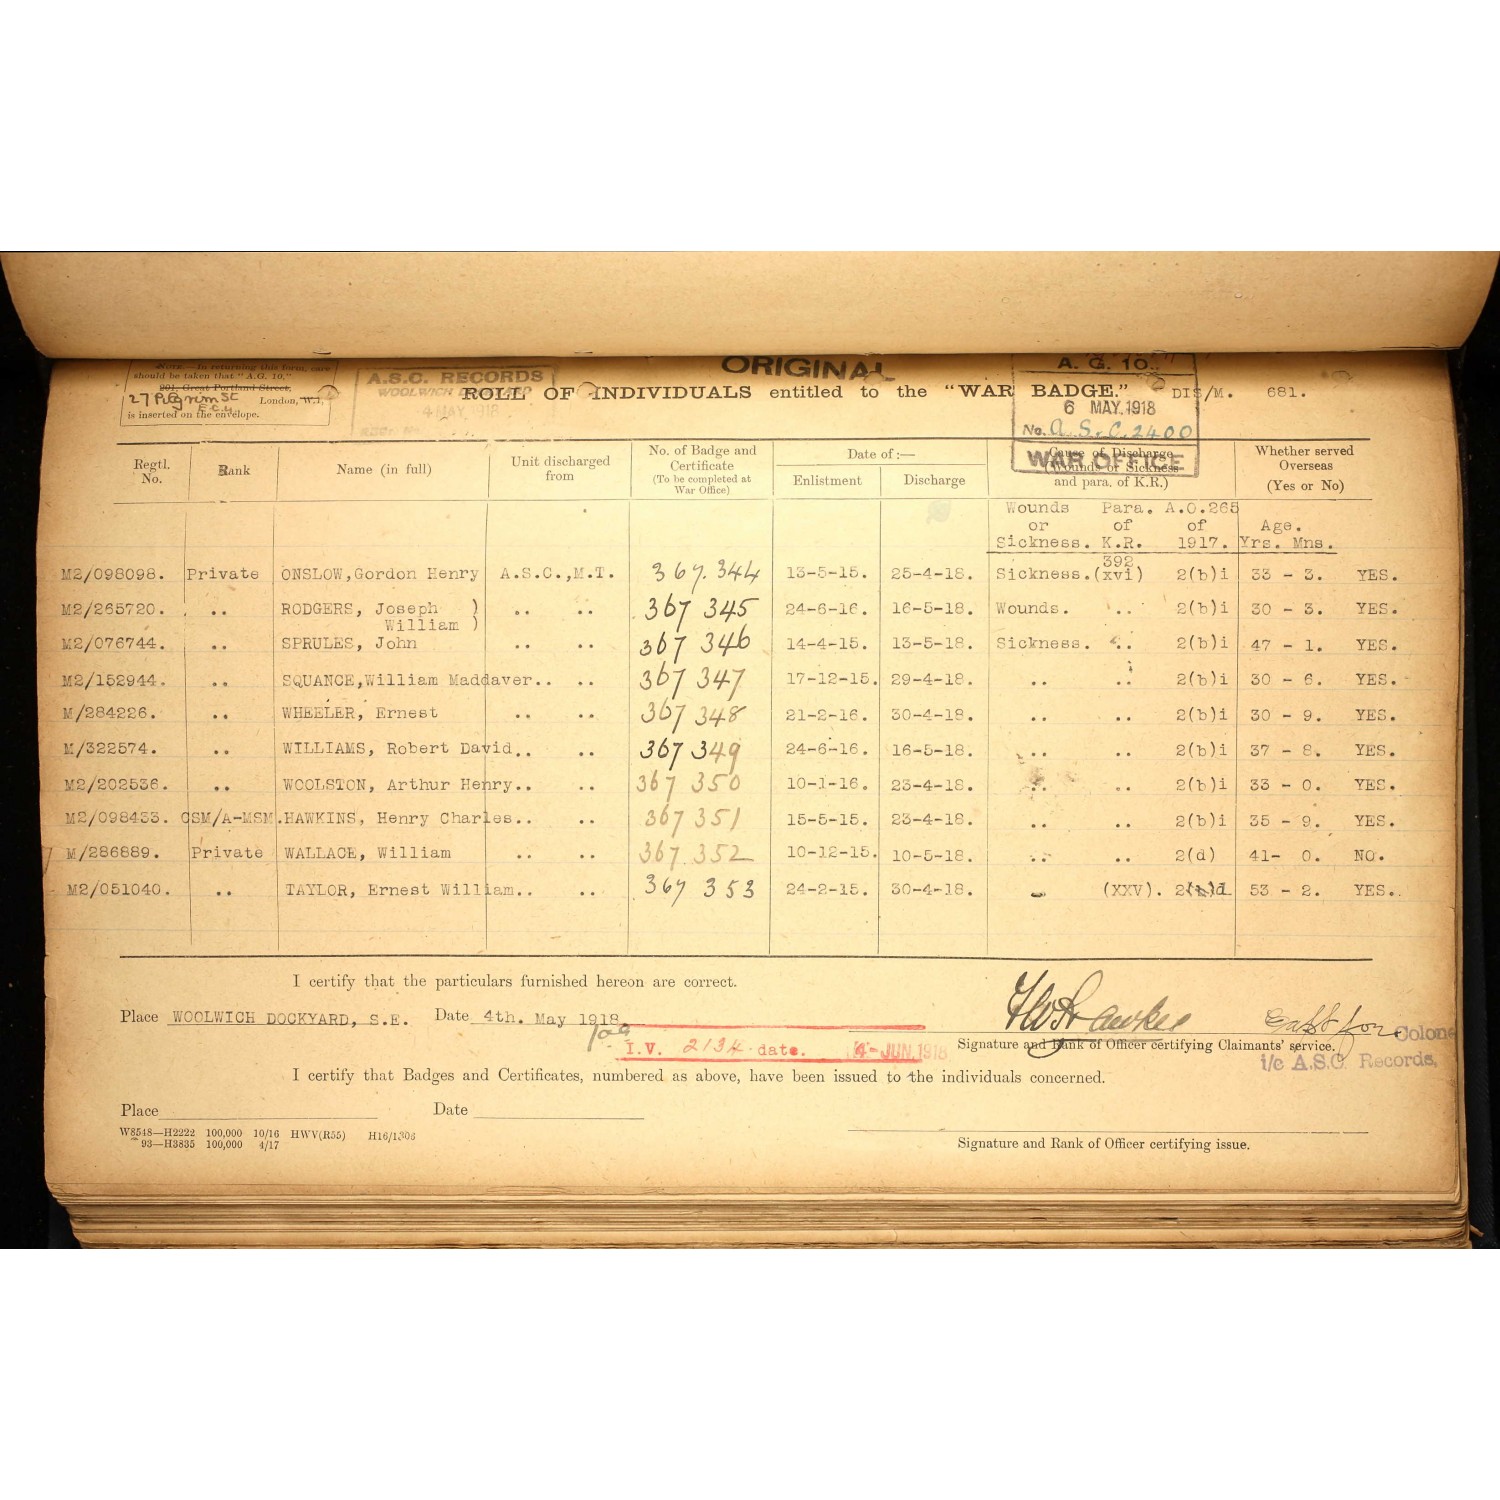 NOTE.—In returning this form, care
should be taken that "A.G. 10,"
201, Great Portland Street,
27 Pilgrim St London, W.1,
E.C.4
is inserted on the envelope.
A.S.C. RECORDS
WOOLWICH DOCKYARD
4 MAY 1918
ORIGINAL
ROLL OF INDIVIDUALS entitled to the "WAR BADGE." DIS/M. 681.
A. G. 10.
6 MAY.1918
No. A.S.C. 2400
WAR OFFICE
Regtl. No. Rank Name (in full) Unit discharged from No. of Badge and Certificate (To be completed at War Office) Date of:— Enlistment Discharge Cause of Discharge (Wounds or Sickness and para. of K.R.) Whether served Overseas (Yes or No)
Wounds Para. A.O.265
or of of Age.
Sickness. K.R. 1917. Yrs. Mns.
392
M2/098098. Private ONSLOW,Gordon Henry A.S.C.,M.T. 367.344 13-5-15. 25-4-18. Sickness.(xvi) 2(b)i 33 - 3. YES.
M2/265720. .. RODGERS, Joseph ) .. .. 367 345 24-6-16. 16-5-18. Wounds. .. 2(b)i 30 - 3. YES.
William )
M2/076744. .. SPRULES, John .. .. 367 346 14-4-15. 13-5-18. Sickness. .. 2(b)i 47 - 1. YES.
M2/152944. .. SQUANCE,William Maddaver.. .. 367 347 17-12-15. 29-4-18. .. .. 2(b)i 30 - 6. YES.
M/284226. .. WHEELER, Ernest .. .. 367 348 21-2-16. 30-4-18. .. .. 2(b)i 30 - 9. YES.
M/322574. .. WILLIAMS, Robert David.. .. 367 349 24-6-16. 16-5-18. .. .. 2(b)i 37 - 8. YES.
M2/202536. .. WOOLSTON, Arthur Henry.. .. 367 350 10-1-16. 23-4-18. .. .. 2(b)i 33 - 0. YES.
M2/098433. CSM/A-MSM.HAWKINS, Henry Charles.. .. 367 351 15-5-15. 23-4-18. .. .. 2(b)i 35 - 9. YES.
M/286889. Private WALLACE, William .. .. 367.352 10-12-15. 10-5-18. .. .. 2(d) 41- 0. NO.
M2/051040. .. TAYLOR, Ernest William.. .. 367 353 24-2-15. 30-4-18. (XXV). 2(b)d 53 - 2. YES.
I certify that the particulars furnished hereon are correct.
Place WOOLWICH DOCKYARD, S.E. Date 4th. May 1918
Signature and Rank of Officer certifying Claimants' service.
Colone
I.V. 2134 date. 4-JUN.1918
i/c A.S.C. Records,
I certify that Badges and Certificates, numbered as above, have been issued to the individuals concerned.
Place Date
W8548—H2222 100,000 10/16 HWV(R55) H16/1306
93—H3835 100,000 4/17
Signature and Rank of Officer certifying issue.